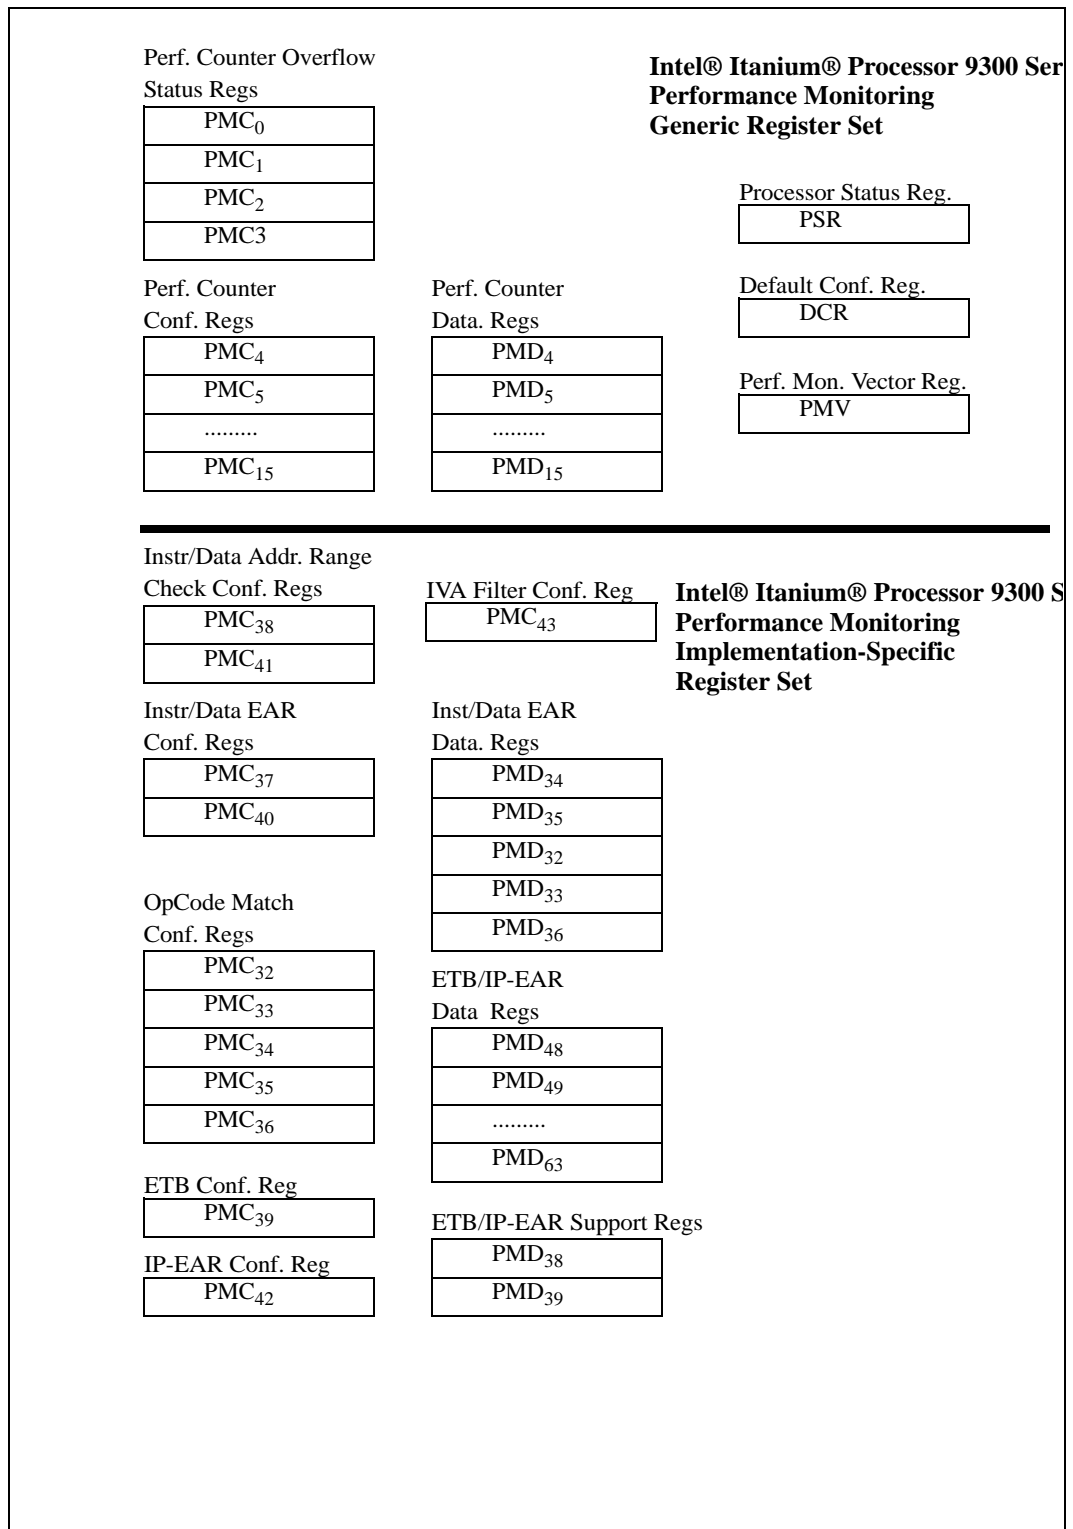 Perf. Counter Overflow
Status Regs
PMC0
PMC1
PMC2
PMC3
Intel® Itanium® Processor 9300 Ser
Performance Monitoring
Generic Register Set
Processor Status Reg.
PSR
Default Conf. Reg.
DCR
Perf. Mon. Vector Reg.
PMV
Perf. Counter
Conf. Regs
PMC4
PMC5
.........
PMC15
Perf. Counter
Data. Regs
PMD4
PMD5
.........
PMD15
Instr/Data Addr. Range
Check Conf. Regs
PMC38
PMC41
IVA Filter Conf. Reg
PMC43
Intel® Itanium® Processor 9300 S
Performance Monitoring
Implementation-Specific
Register Set
Instr/Data EAR
Conf. Regs
PMC37
PMC40
Inst/Data EAR
Data. Regs
PMD34
PMD35
PMD32
PMD33
PMD36
OpCode Match
Conf. Regs
PMC32
PMC33
PMC34
PMC35
PMC36
ETB/IP-EAR
Data Regs
PMD48
PMD49
.........
PMD63
ETB Conf. Reg
PMC39
IP-EAR Conf. Reg
PMC42
ETB/IP-EAR Support Regs
PMD38
PMD39